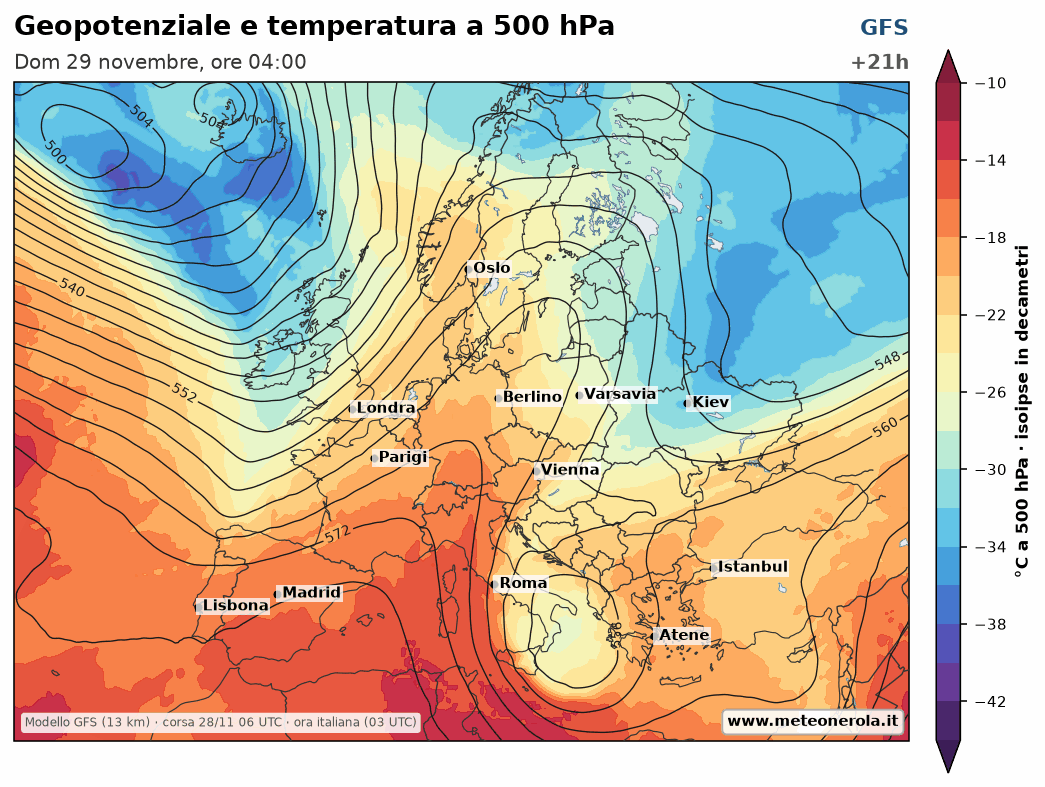 Geopotenziale e temperatura a 500 hPa
GFS
Dom 29 novembre, ore 04:00
+21h
504
504
500
540
552
548
560
572
Oslo
Berlino
Varsavia
Kiev
Londra
Parigi
Vienna
Istanbul
Roma
Madrid
Lisbona
Atene
−10
−14
−18
−22
−26
−30
−34
−38
−42
°C a 500 hPa · isoipse in decametri
Modello GFS (13 km) · corsa 28/11 06 UTC · ora italiana (03 UTC)
www.meteonerola.it